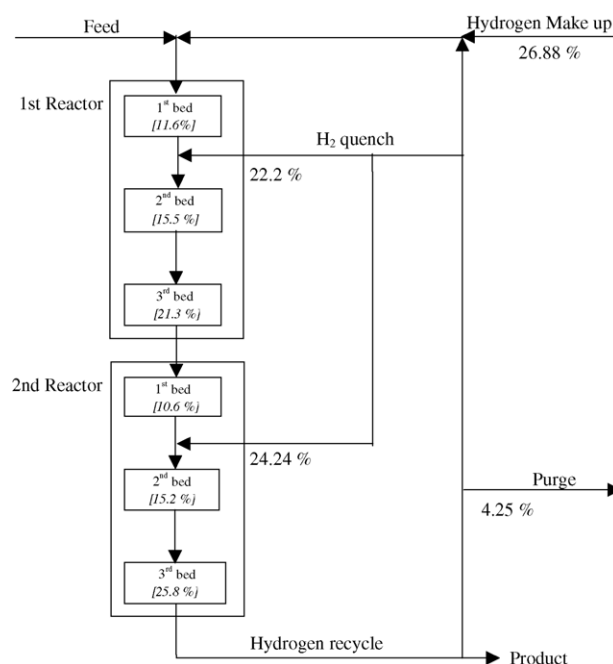 Feed
Hydrogen Make up
26.88 %
1st Reactor
1st bed
[11.6%]
H2 quench
22.2 %
2nd bed
[15.5 %]
3rd bed
[21.3 %]
2nd Reactor
1st bed
[10.6%]
24.24 %
2nd bed
[15.2 %]
Purge
4.25 %
3rd bed
[25.8%]
Hydrogen recycle
Product